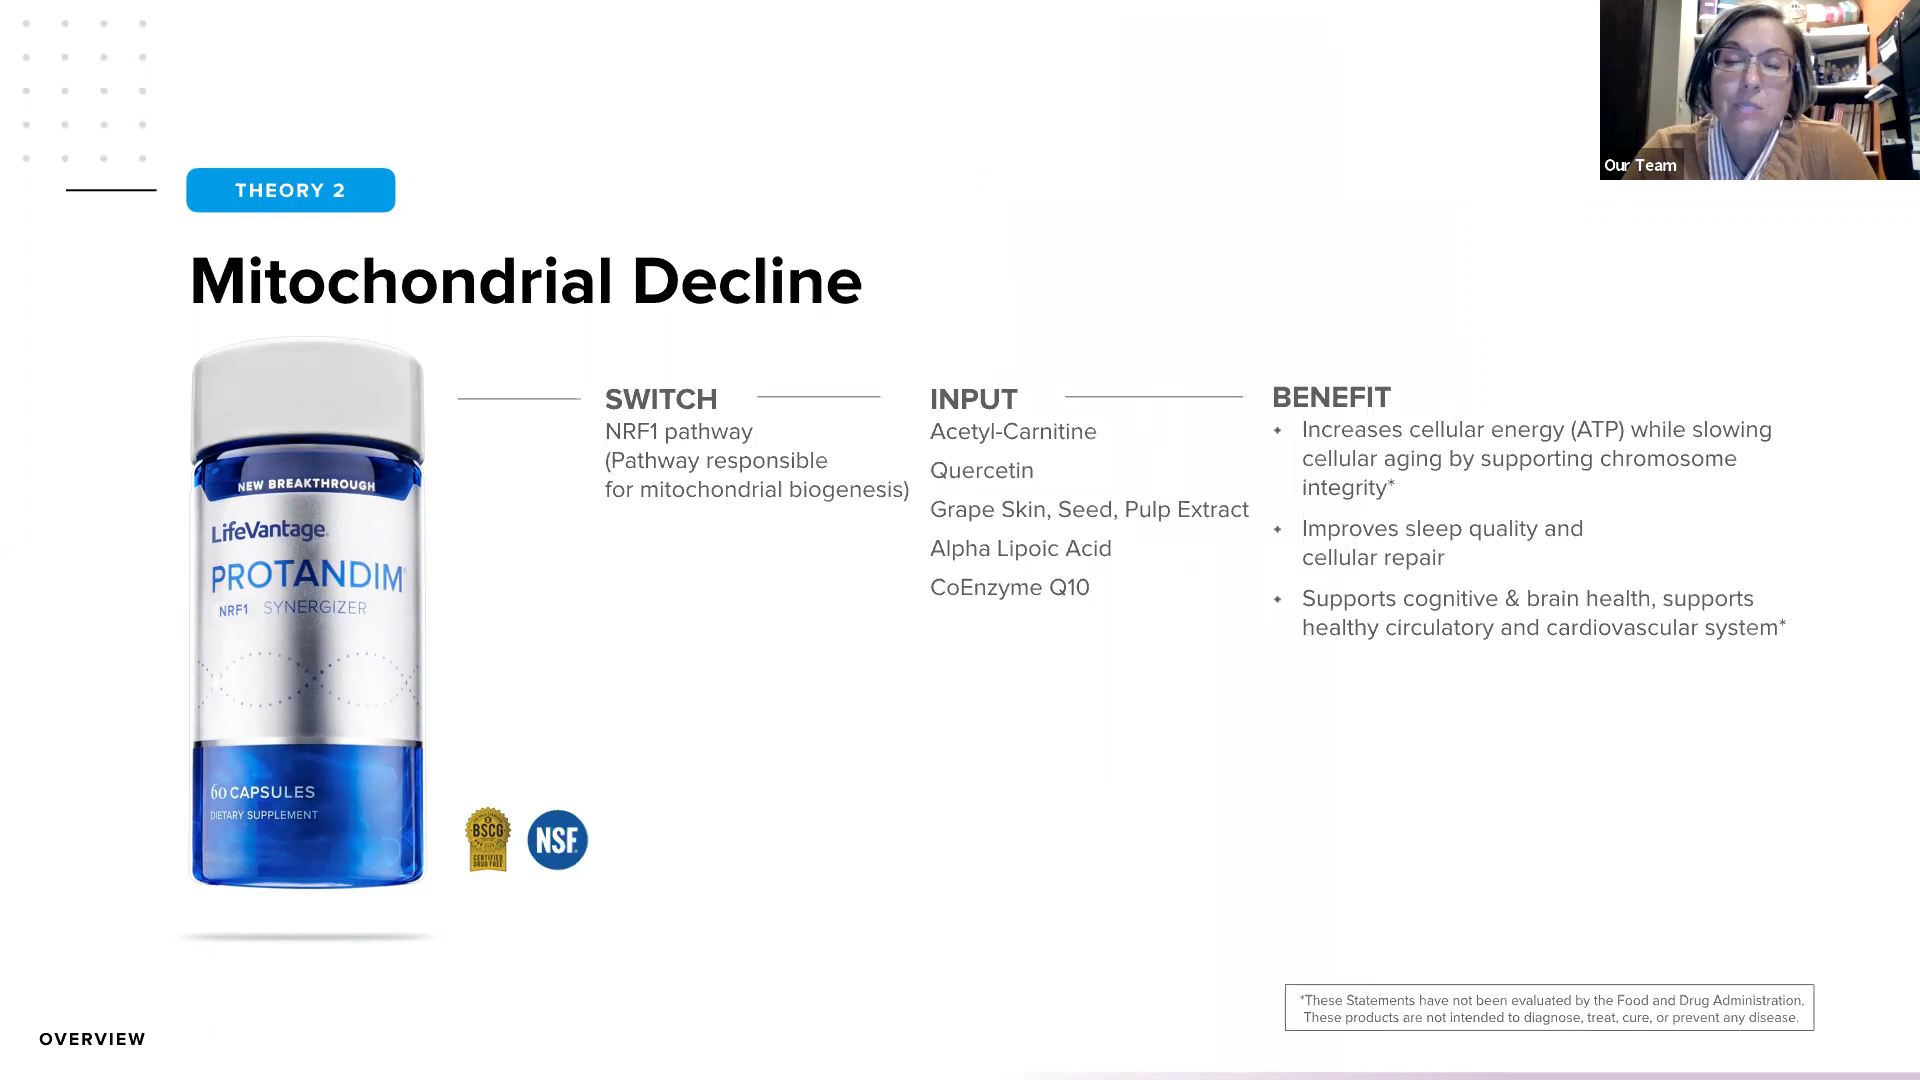 Our Team
THEORY 2
Mitochondrial Decline
NEW BREAKTHROUGH
LifeVantage
PROTANDIM
NRF1 SYNERGIZER
60 CAPSULES
DIETARY SUPPLEMENT
BSCG
CERTIFIED
DRUG FREE
NSF
SWITCH
NRF1 pathway
(Pathway responsible
for mitochondrial biogenesis)
INPUT
Acetyl-Carnitine
Quercetin
Grape Skin, Seed, Pulp Extract
Alpha Lipoic Acid
CoEnzyme Q10
BENEFIT
Increases cellular energy (ATP) while slowing
cellular aging by supporting chromosome
integrity*
Improves sleep quality and
cellular repair
Supports cognitive & brain health, supports
healthy circulatory and cardiovascular system*
*These Statements have not been evaluated by the Food and Drug Administration.
These products are not intended to diagnose, treat, cure, or prevent any disease.
OVERVIEW